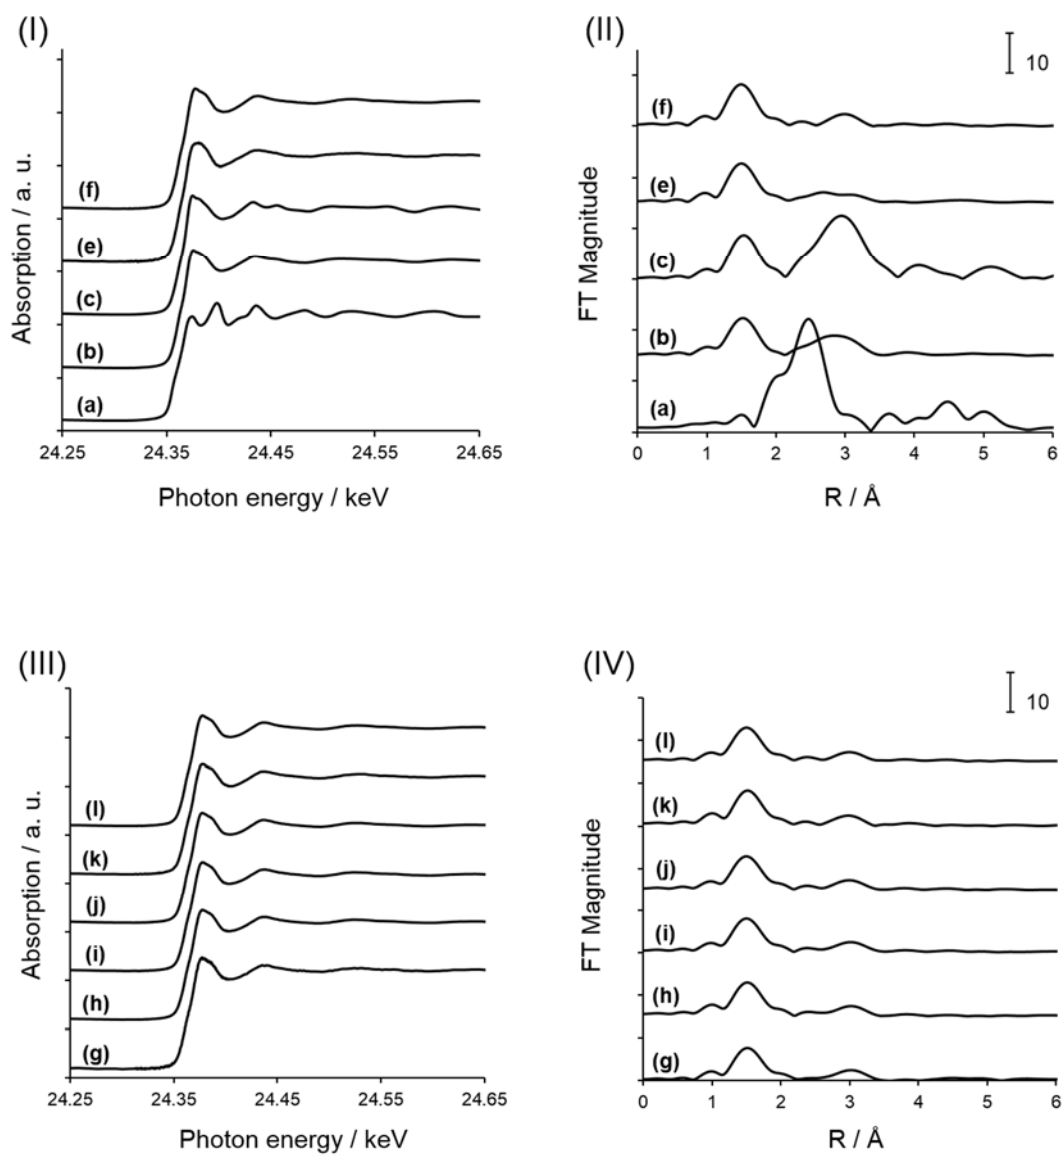 (I)
Absorption / a. u.
(f)
(e)
(c)
(b)
(a)
24.25 24.35 24.45 24.55 24.65
Photon energy / keV
(II)
10
FT Magnitude
(f)
(e)
(c)
(b)
(a)
0 1 2 3 4 5 6
R / Å
(III)
Absorption / a. u.
(l)
(k)
(j)
(i)
(h)
(g)
24.25 24.35 24.45 24.55 24.65
Photon energy / keV
(IV)
10
FT Magnitude
(l)
(k)
(j)
(i)
(h)
(g)
0 1 2 3 4 5 6
R / Å